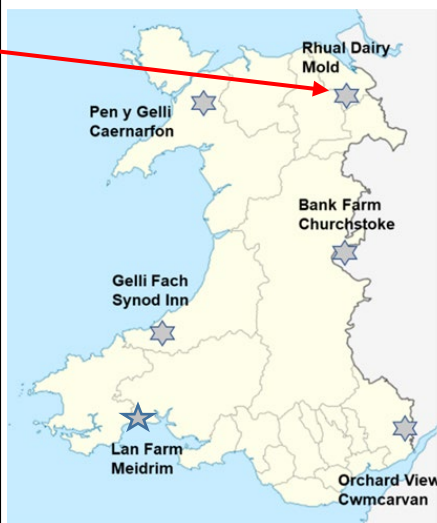 Rhual Dairy
Mold
Pen y Gelli
Caernarfon
Bank Farm
Churchstoke
Gelli Fach
Synod Inn
Lan Farm
Meidrim
Orchard View
Cwmcarvan